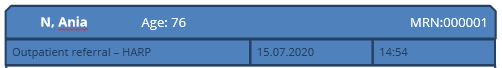 N, Ania Age: 76 MRN:000001
Outpatient referral – HARP 15.07.2020 14:54